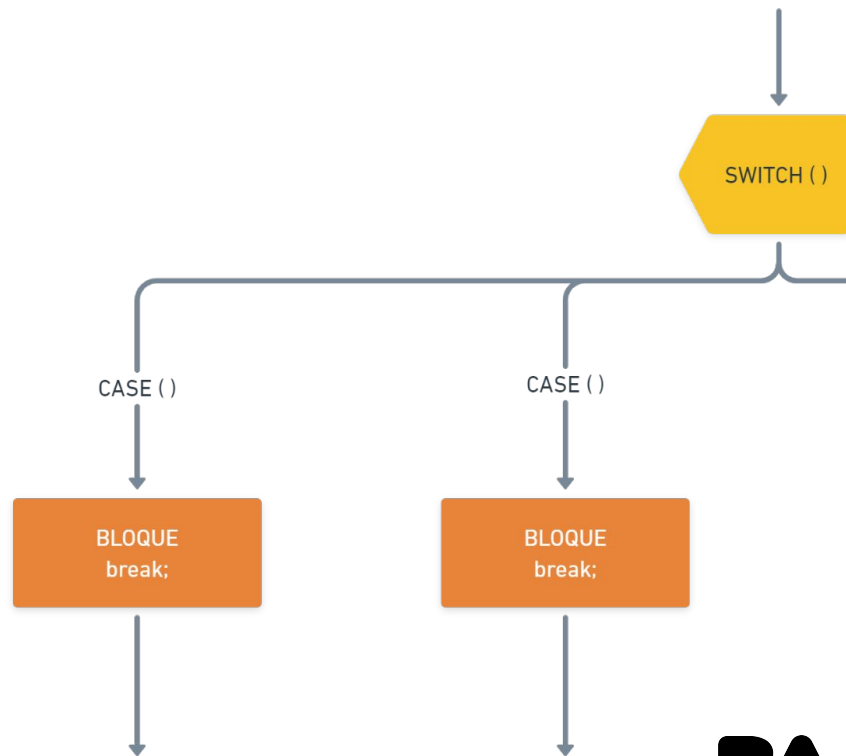 SWITCH ( )
CASE ( )
CASE ( )
BLOQUE
break;
BLOQUE
break;